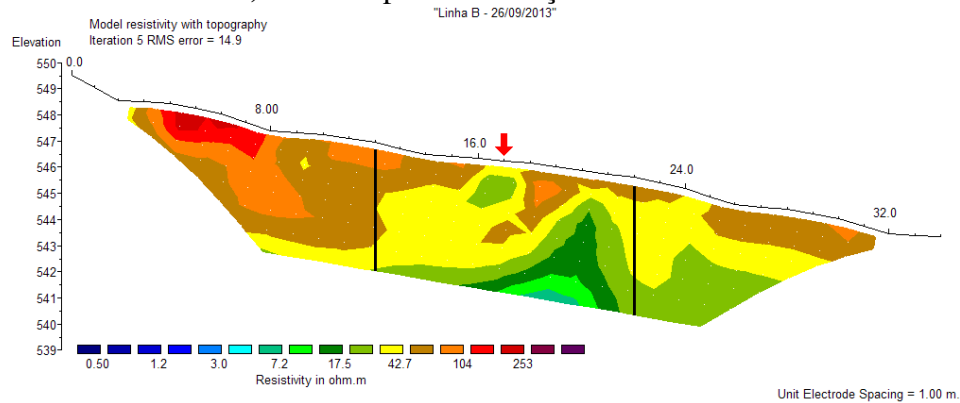 "Linha B - 26/09/2013"
Model resistivity with topography
Iteration 5 RMS error = 14.9
Elevation
550
0.0
549
548
8.00
547
16.0
546
24.0
545
544
32.0
543
542
541
540
539
0.50 1.2 3.0 7.2 17.5 42.7 104 253
Resistivity in ohm.m
Unit Electrode Spacing = 1.00 m.